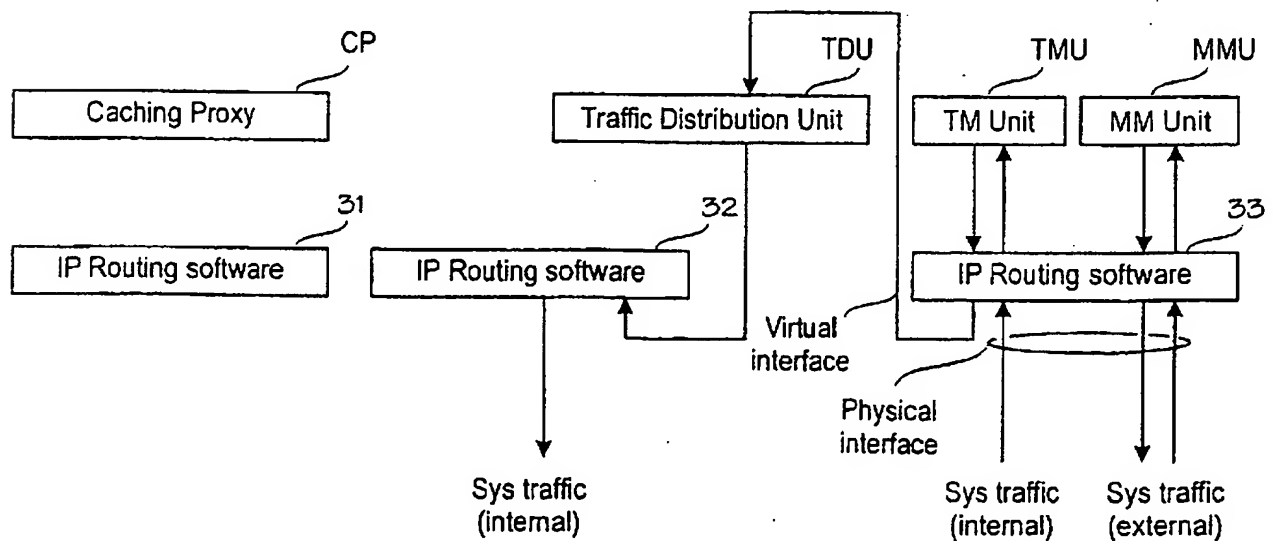 CP
TDU
TMU
MMU
Caching Proxy
Traffic Distribution Unit
TM Unit
MM Unit
31
32
33
IP Routing software
IP Routing software
IP Routing software
Virtual
interface
Physical
interface
Sys traffic
(internal)
Sys traffic
(internal)
Sys traffic
(external)